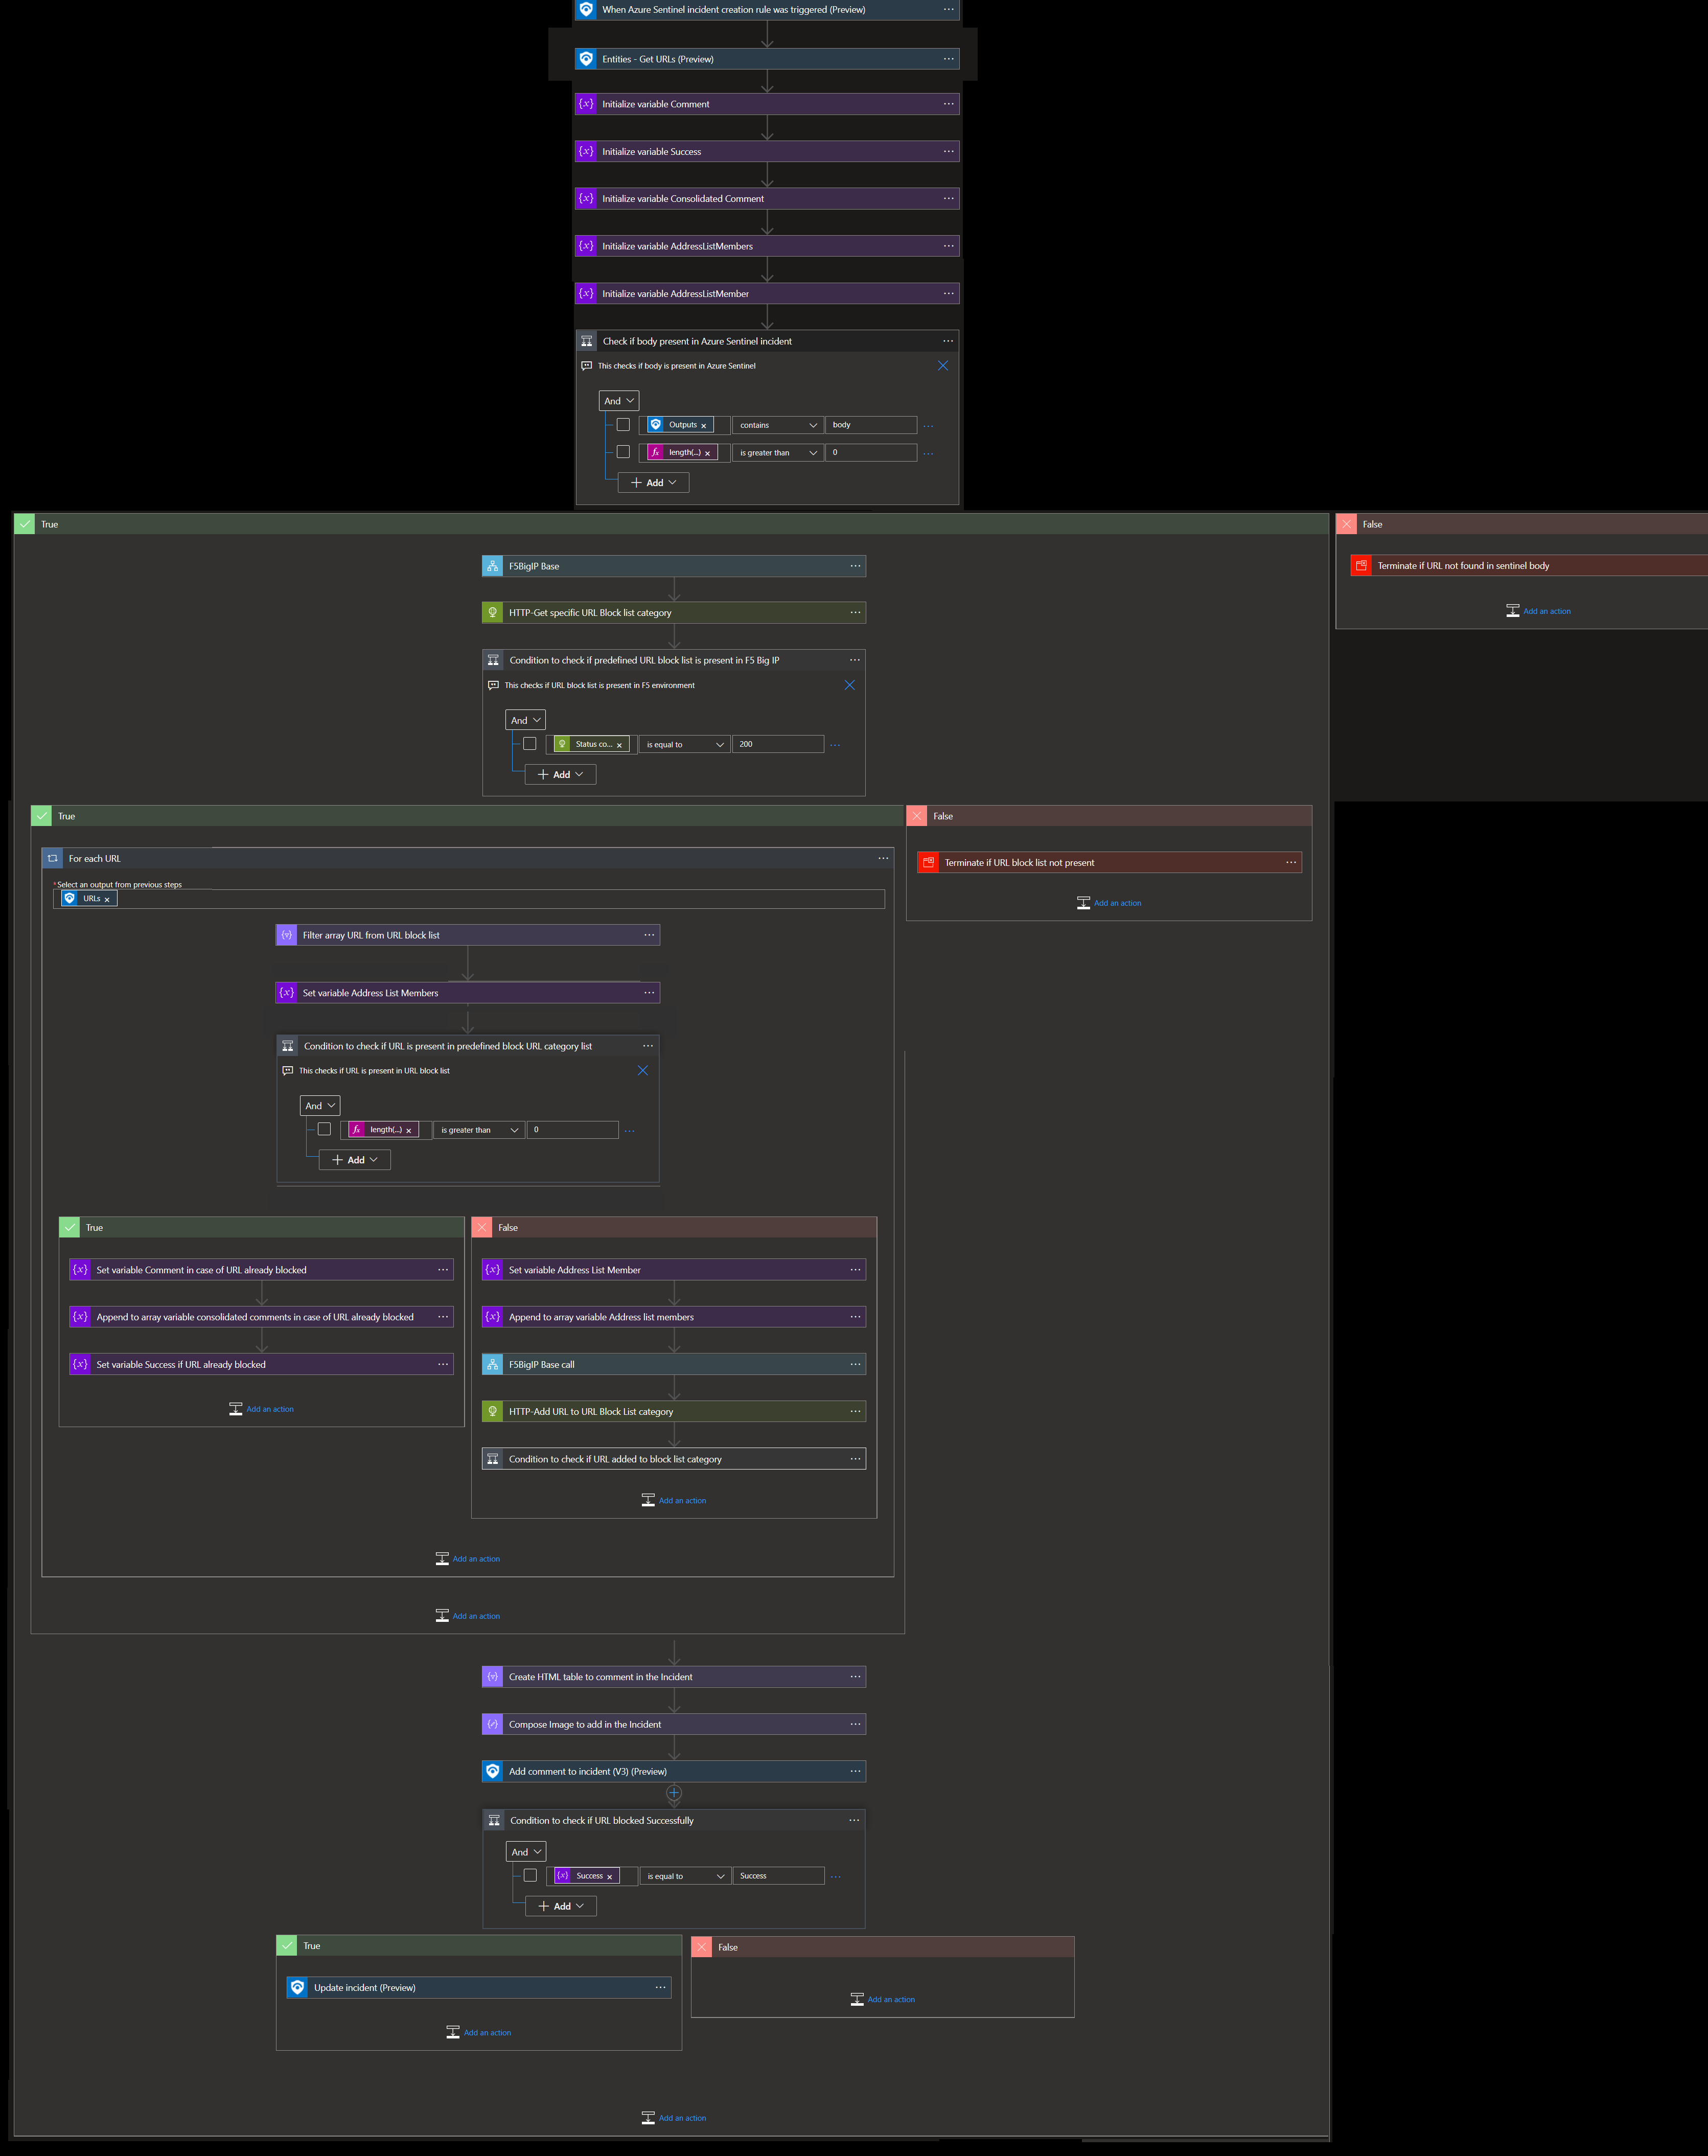 When Azure Sentinel incident creation rule was triggered (Preview)
Entities - Get URLs (Preview)
{x} Initialize variable Comment
{x} Initialize variable Success
{x} Initialize variable Consolidated Comment
{x} Initialize variable AddressListMembers
{x} Initialize variable AddressListMember
Check if body present in Azure Sentinel incident
This checks if body is present in Azure Sentinel
And
Outputs × contains body
fx length(...) × is greater than 0
+ Add
True
False
F5BigIP Base
Terminate if URL not found in sentinel body
HTTP-Get specific URL Block list category
Add an action
Condition to check if predefined URL block list is present in F5 Big IP
This checks if URL block list is present in F5 environment
And
Status co... × is equal to 200
+ Add
True
False
For each URL
Terminate if URL block list not present
* Select an output from previous steps
URLs ×
Add an action
Filter array URL from URL block list
{x} Set variable Address List Members
Condition to check if URL is present in predefined block URL category list
This checks if URL is present in URL block list
And
fx length(...) × is greater than 0
+ Add
True
{x} Set variable Comment in case of URL already blocked
{x} Append to array variable consolidated comments in case of URL already blocked
{x} Set variable Success if URL already blocked
Add an action
False
{x} Set variable Address List Member
{x} Append to array variable Address list members
F5BigIP Base call
HTTP-Add URL to URL Block List category
Condition to check if URL added to block list category
Add an action
Add an action
Add an action
Create HTML table to comment in the Incident
Compose Image to add in the Incident
Add comment to incident (V3) (Preview)
Condition to check if URL blocked Successfully
And
{x} Success × is equal to Success
+ Add
True
Update incident (Preview)
Add an action
False
Add an action
Add an action